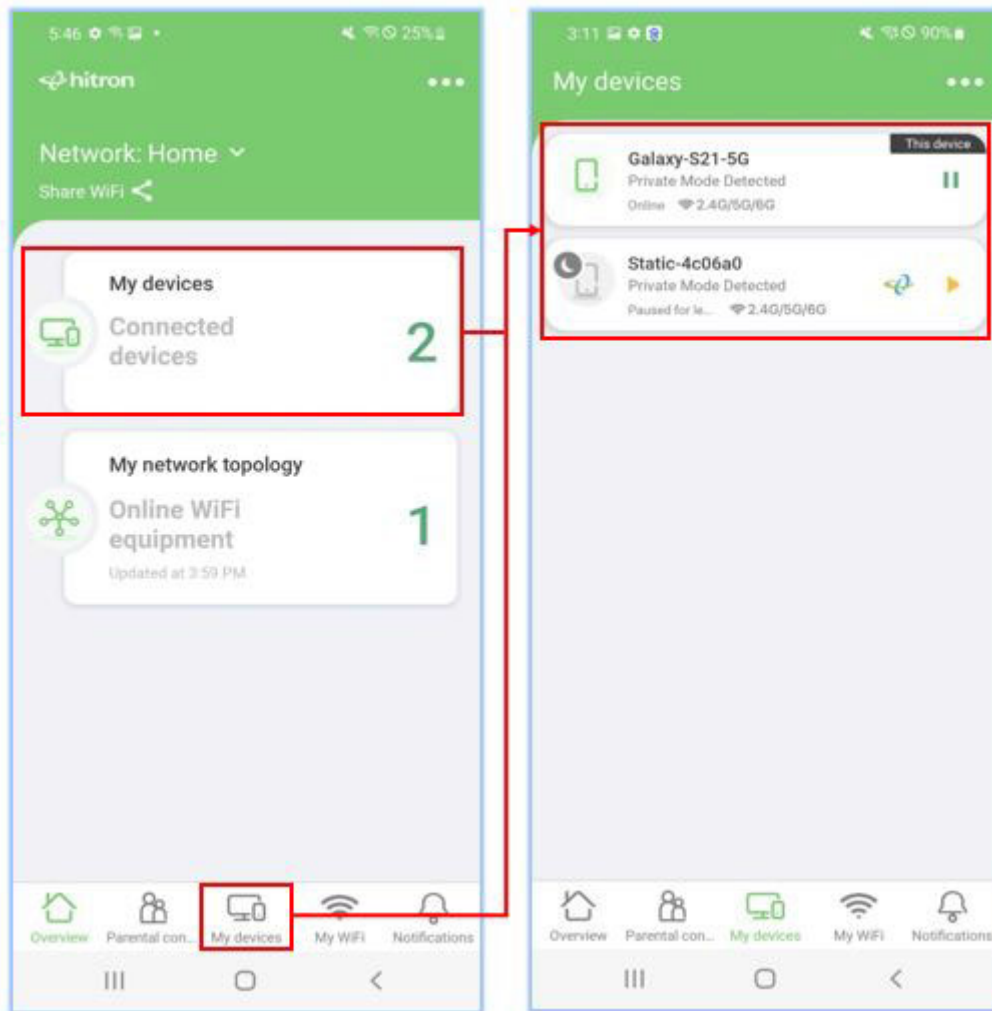 5:46
25%
hitron
Network: Home
Share WiFi
My devices
Connected
devices
2
My network topology
Online WiFi
equipment
1
Updated at 3:59 PM
Overview
Parental con...
My devices
My WiFi
Notifications
3:11
90%
My devices
This device
Galaxy-S21-5G
Private Mode Detected
Online 2.4G/5G/6G
Static-4c06a0
Private Mode Detected
Paused for le... 2.4G/5G/6G
Overview
Parental con...
My devices
My WiFi
Notifications